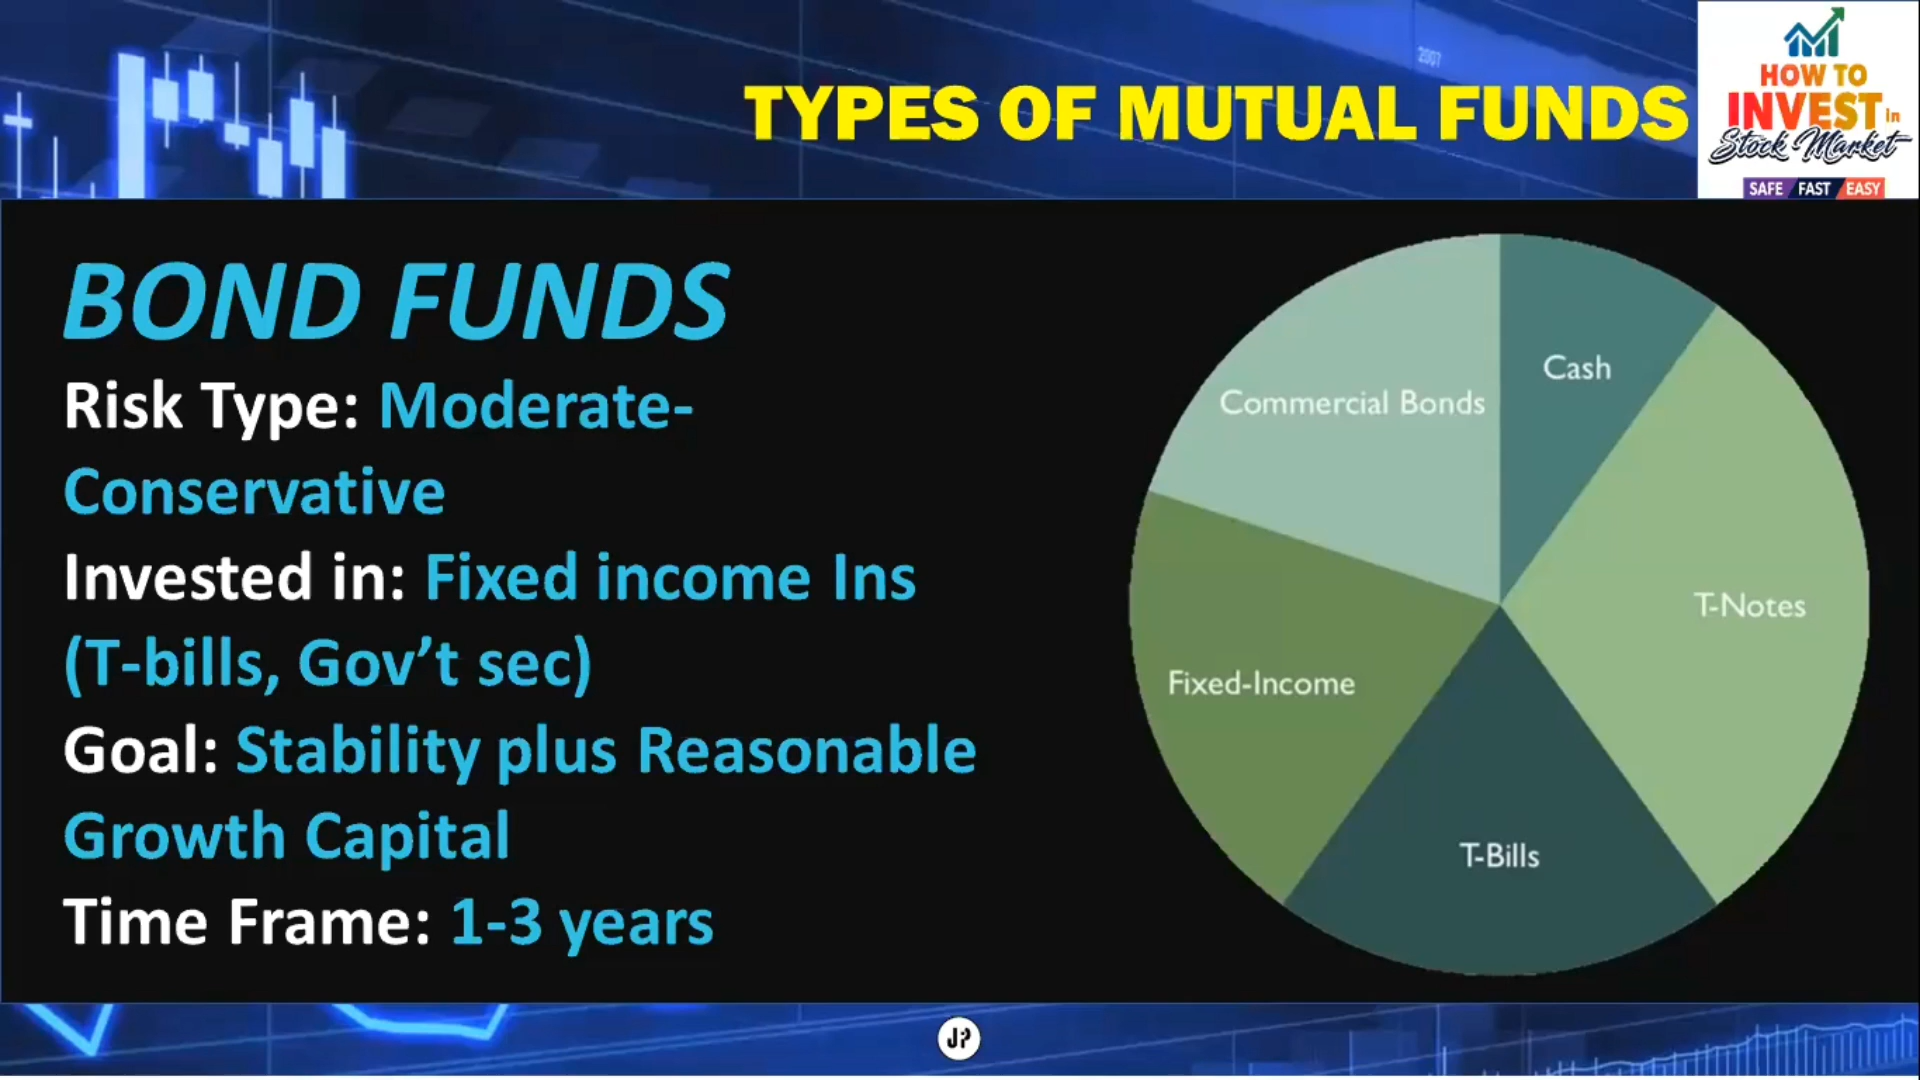 2007
TYPES OF MUTUAL FUNDS
HOW TO
INVEST in
Stock Market
SAFE FAST EASY
BOND FUNDS
Risk Type: Moderate-
Conservative
Invested in: Fixed income Ins
(T-bills, Gov't sec)
Goal: Stability plus Reasonable
Growth Capital
Time Frame: 1-3 years
Cash
Commercial Bonds
T-Notes
Fixed-Income
T-Bills
JP